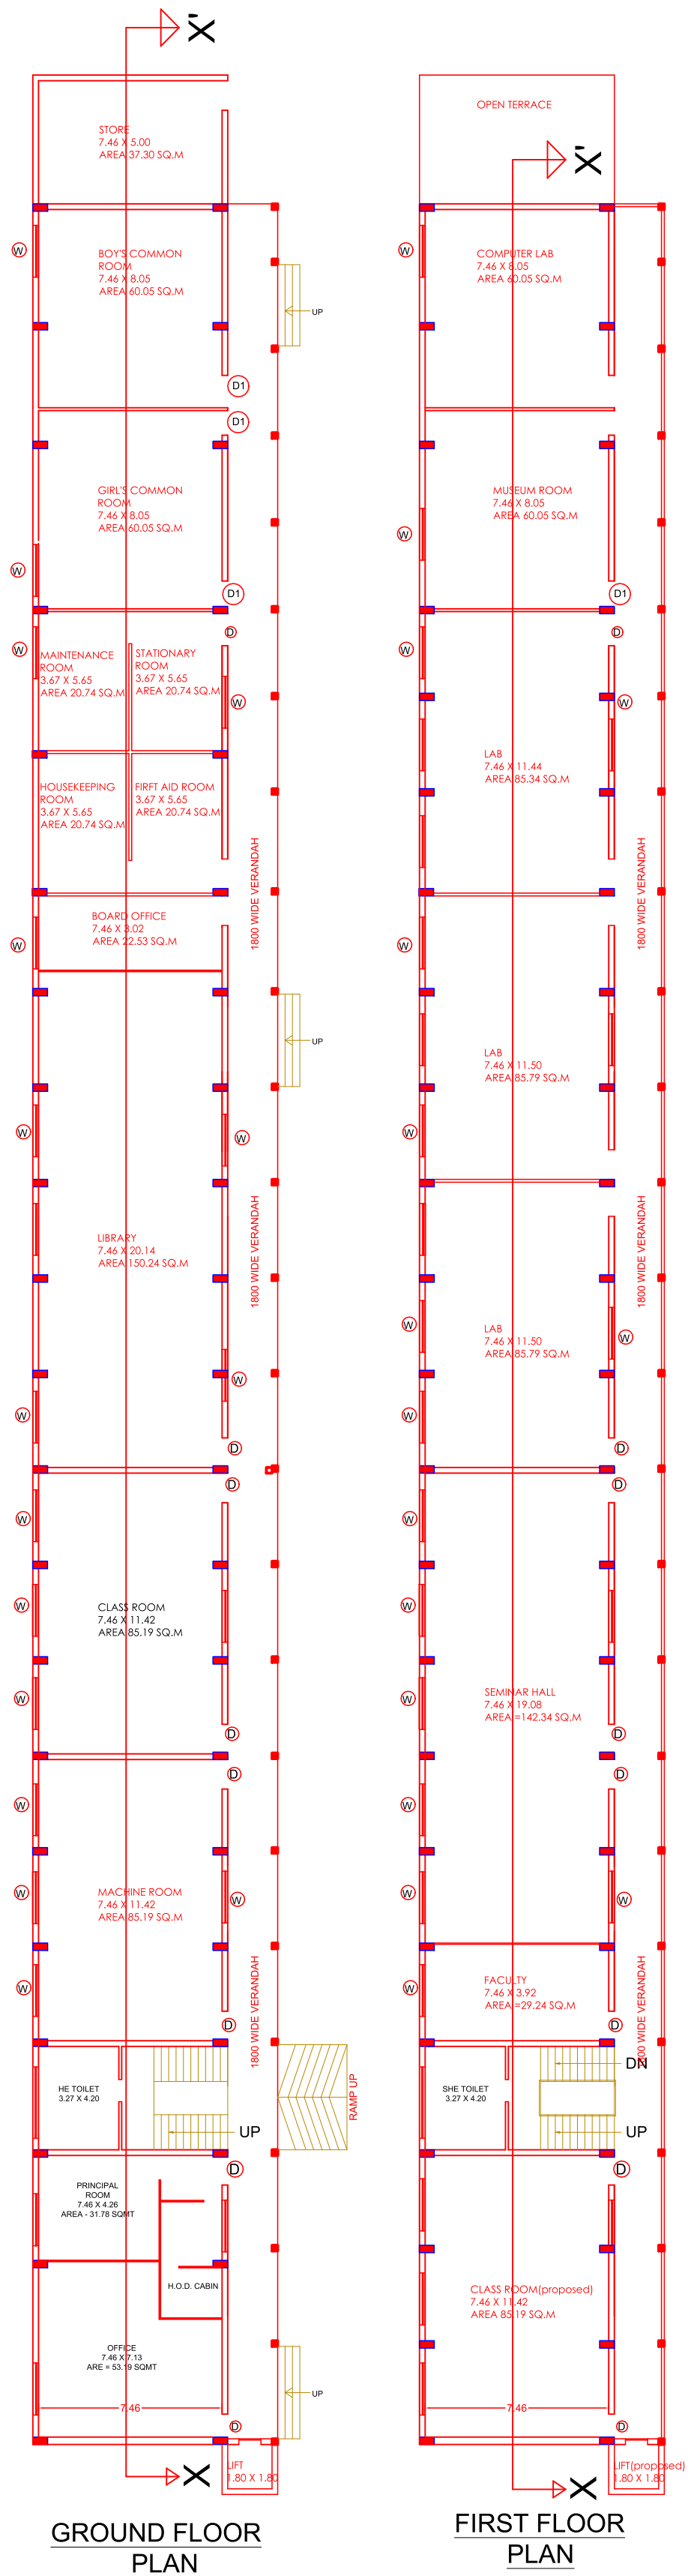 X'
STORE
7.46 X 5.00
AREA 37.30 SQ.M
W
BOY'S COMMON
ROOM
7.46 X 8.05
AREA 60.05 SQ.M
UP
D1
D1
GIRL'S COMMON
ROOM
7.46 X 8.05
AREA 60.05 SQ.M
W
D1
D
W
MAINTENANCE
ROOM
3.67 X 5.65
AREA 20.74 SQ.M
STATIONARY
ROOM
3.67 X 5.65
AREA 20.74 SQ.M
W
HOUSEKEEPING
ROOM
3.67 X 5.65
AREA 20.74 SQ.M
FIRFT AID ROOM
3.67 X 5.65
AREA 20.74 SQ.M
1800 WIDE VERANDAH
BOARD OFFICE
7.46 X 3.02
AREA 22.53 SQ.M
W
UP
W
W
LIBRARY
7.46 X 20.14
AREA 150.24 SQ.M
1800 WIDE VERANDAH
W
W
D
D
W
CLASS ROOM
7.46 X 11.42
AREA 85.19 SQ.M
W
W
D
D
W
MACHINE ROOM
7.46 X 11.42
AREA 85.19 SQ.M
W
W
W
D
1800 WIDE VERANDAH
HE TOILET
3.27 X 4.20
UP
RAMP UP
D
PRINCIPAL
ROOM
7.46 X 4.26
AREA - 31.78 SQMT
H.O.D. CABIN
OFFICE
7.46 X 7.13
ARE = 53.19 SQMT
UP
7.46
D
LIFT
1.80 X 1.80
X
GROUND FLOOR
PLAN
OPEN TERRACE
X'
W
COMPUTER LAB
7.46 X 8.05
AREA 60.05 SQ.M
MUSEUM ROOM
7.46 X 8.05
AREA 60.05 SQ.M
W
D1
D
W
W
LAB
7.46 X 11.44
AREA 85.34 SQ.M
1800 WIDE VERANDAH
W
LAB
7.46 X 11.50
AREA 85.79 SQ.M
W
1800 WIDE VERANDAH
LAB
7.46 X 11.50
AREA 85.79 SQ.M
W
W
W
D
D
W
W
SEMINAR HALL
7.46 X 19.08
AREA =142.34 SQ.M
W
D
D
W
W
W
FACULTY
7.46 X 3.92
AREA =29.24 SQ.M
W
D
1800 WIDE VERANDAH
SHE TOILET
3.27 X 4.20
DN
UP
D
CLASS ROOM(proposed)
7.46 X 11.42
AREA 85.19 SQ.M
7.46
D
LIFT(proposed)
1.80 X 1.80
X
FIRST FLOOR
PLAN